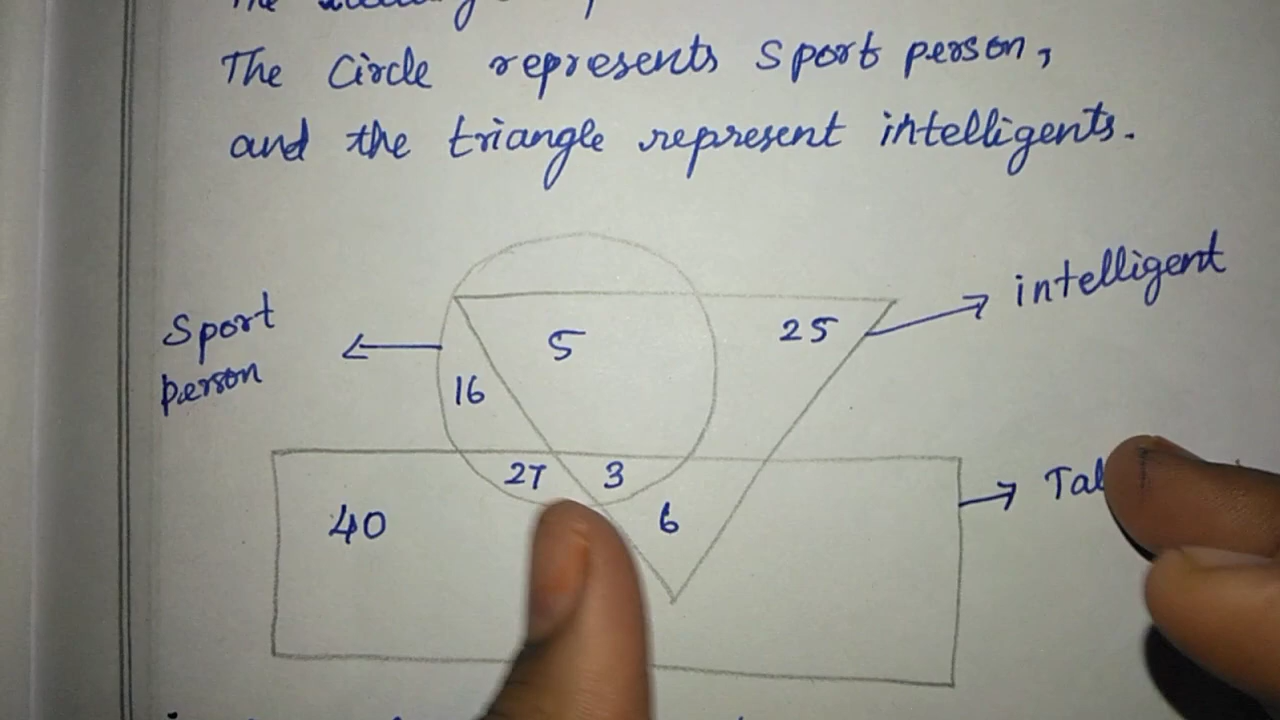 The
The Circle represents sport person,
and the triangle represent intelligents.
intelligent
Sport
person
5
25
16
27
3
40
6